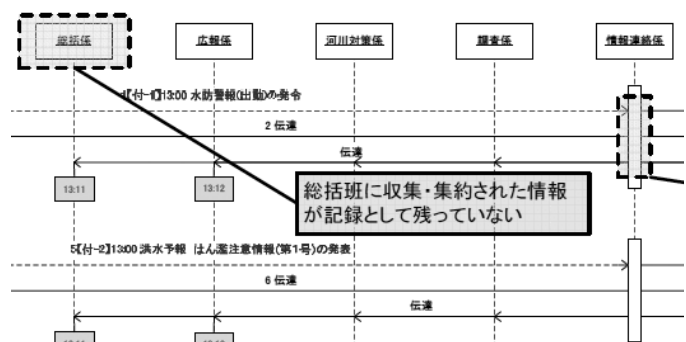 総括係
広報係
河川対策係
調査係
情報連絡係
【付-1】13:00 水防警報(出動)の発令
2 伝達
伝達
13:11
13:12
総括班に収集・集約された情報
が記録として残っていない
5【付-2】13:00 洪水予報 はん濫注意情報(第1号)の発表
6 伝達
伝達